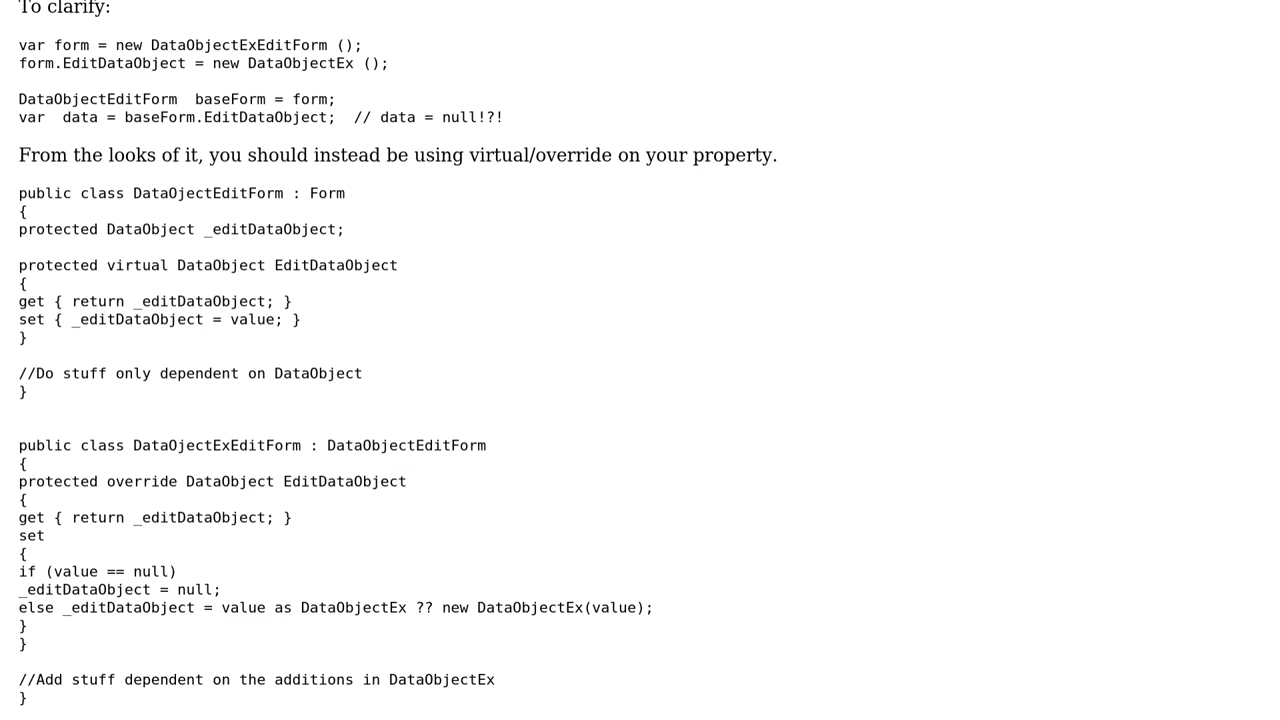 To clarify:
var form = new DataObjectExEditForm ();
form.EditDataObject = new DataObjectEx ();
DataObjectEditForm  baseForm = form;
var  data = baseForm.EditDataObject;  // data = null!?!
From the looks of it, you should instead be using virtual/override on your property.
public class DataOjectEditForm : Form
{
protected DataObject _editDataObject;
protected virtual DataObject EditDataObject
{
get { return _editDataObject; }
set { _editDataObject = value; }
}
//Do stuff only dependent on DataObject
}
public class DataOjectExEditForm : DataObjectEditForm
{
protected override DataObject EditDataObject
{
get { return _editDataObject; }
set
{
if (value == null)
_editDataObject = null;
else _editDataObject = value as DataObjectEx ?? new DataObjectEx(value);
}
}
//Add stuff dependent on the additions in DataObjectEx
}